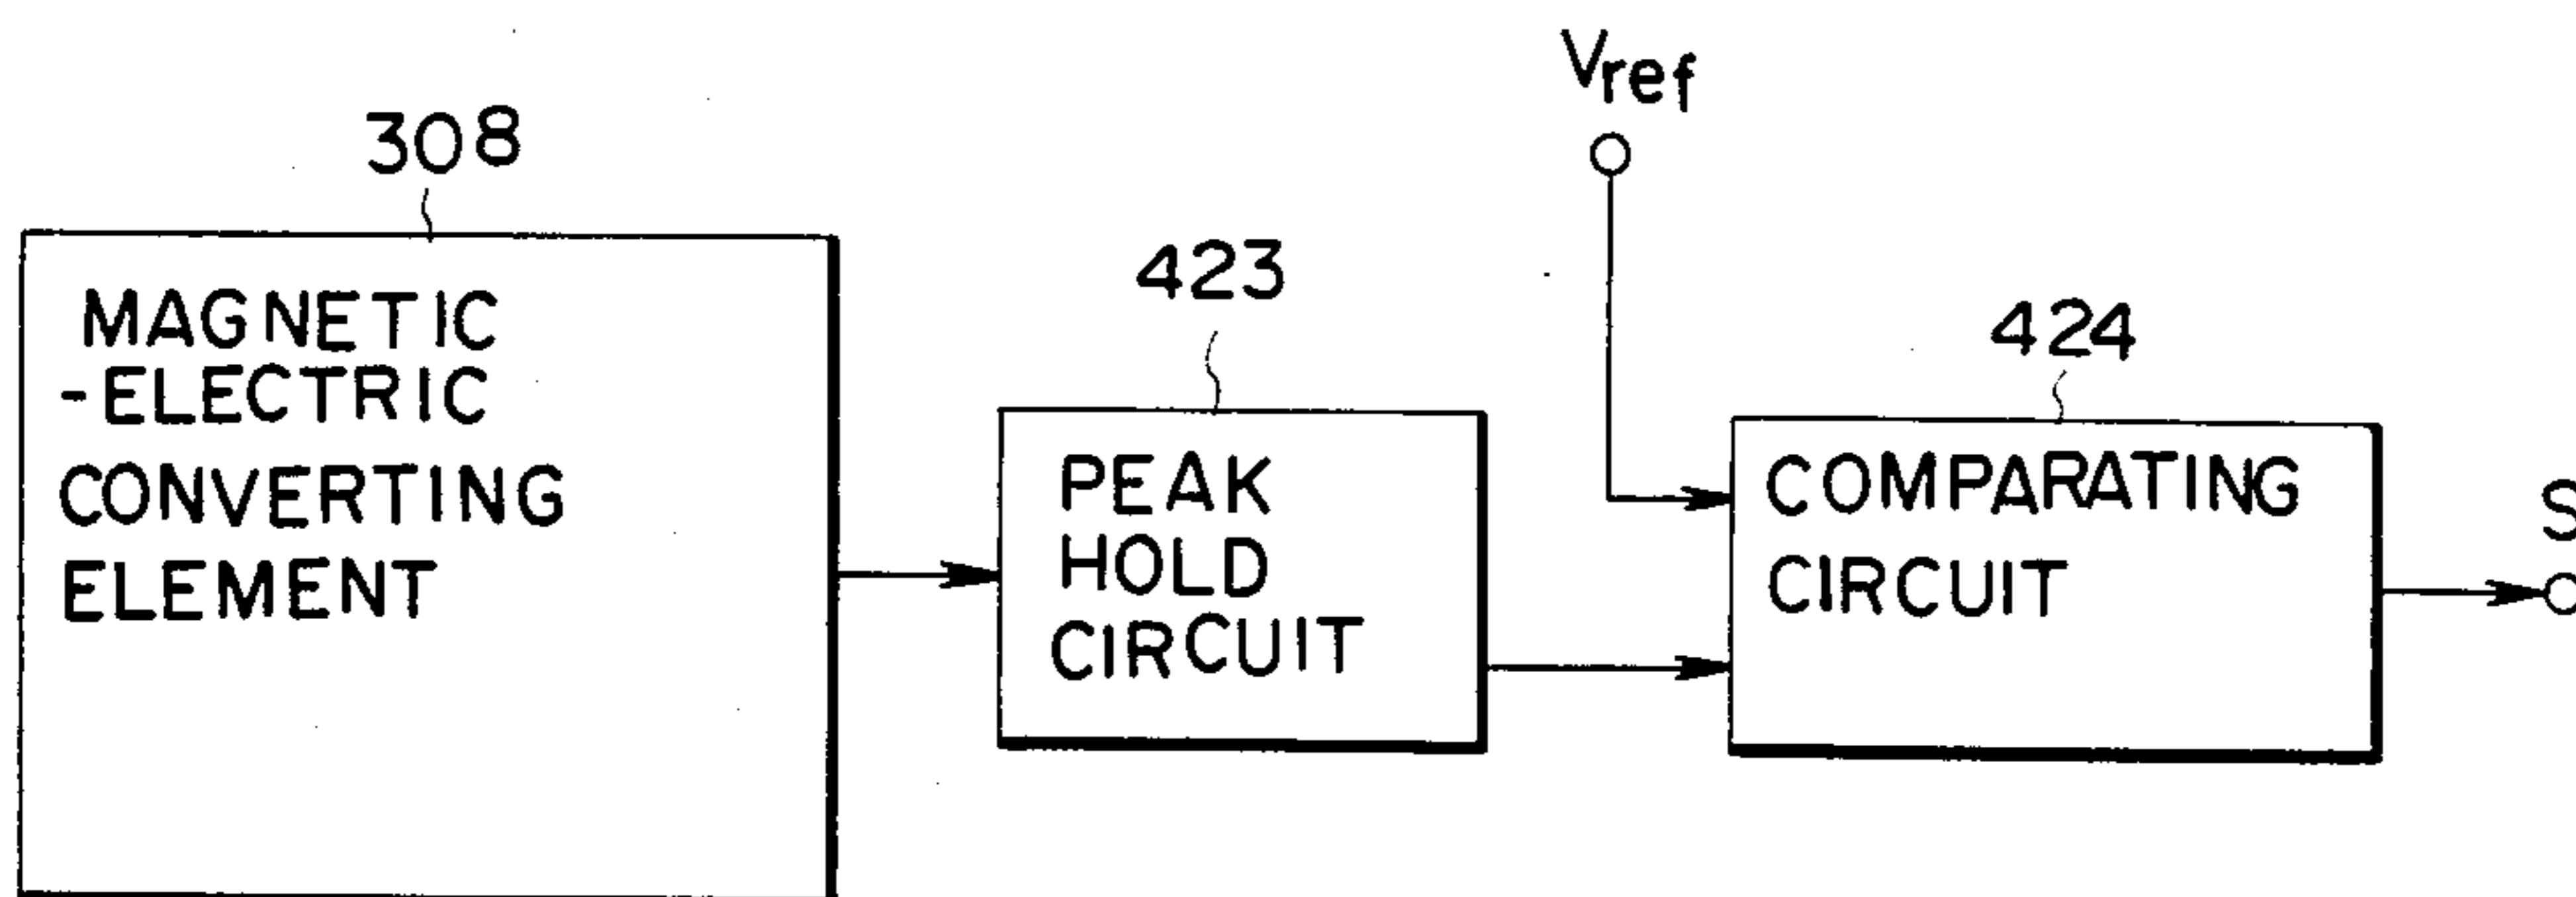 308
MAGNETIC
-ELECTRIC
CONVERTING
ELEMENT
423
PEAK
HOLD
CIRCUIT
Vref
424
COMPARATING
CIRCUIT
S